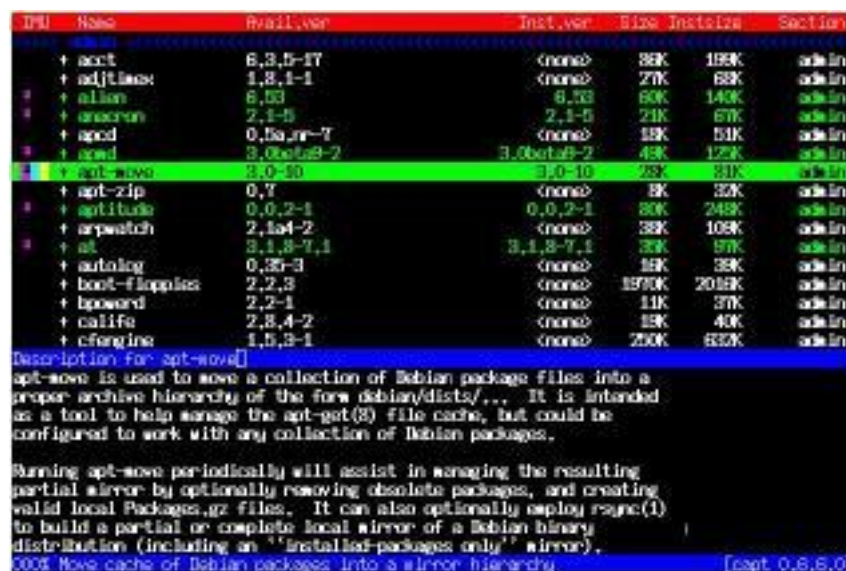 IMU Name Avail.ver Inst.ver Size Instsize Section
admin
+ acct 6.3.5-17 <none> 86K 199K admin
+ adjtimex 1.8.1-1 <none> 27K 68K admin
* + alien 6.53 6.53 60K 140K admin
* + anacron 2.1-5 2.1-5 21K 67K admin
+ apcd 0.5a.nr-7 <none> 18K 51K admin
* + apmd 3.0beta9-2 3.0beta9-2 49K 125K admin
* + apt-move 3.0-10 3.0-10 28K 81K admin
+ apt-zip 0.7 <none> 8K 32K admin
* + aptitude 0.0.2-1 0.0.2-1 80K 248K admin
+ arpwatch 2.1a4-2 <none> 38K 109K admin
* + at 3.1.8-7.1 3.1.8-7.1 35K 97K admin
+ autolog 0.35-3 <none> 16K 39K admin
+ boot-floppies 2.2.3 <none> 1970K 2016K admin
+ bpowerd 2.2-1 <none> 11K 37K admin
+ calife 2.8.4-2 <none> 19K 40K admin
+ cfengine 1.5.3-1 <none> 250K 632K admin
Description for apt-move
apt-move is used to move a collection of Debian package files into a
proper archive hierarchy of the form debian/dists/... It is intended
as a tool to help manage the apt-get(8) file cache, but could be
configured to work with any collection of Debian packages.
Running apt-move periodically will assist in managing the resulting
partial mirror by optionally removing obsolete packages, and creating
valid local Packages.gz files. It can also optionally employ rsync(1)
to build a partial or complete local mirror of a Debian binary
distribution (including an ``installed-packages only'' mirror).
000% Move cache of Debian packages into a mirror hierarchy [capt 0.6.6.0